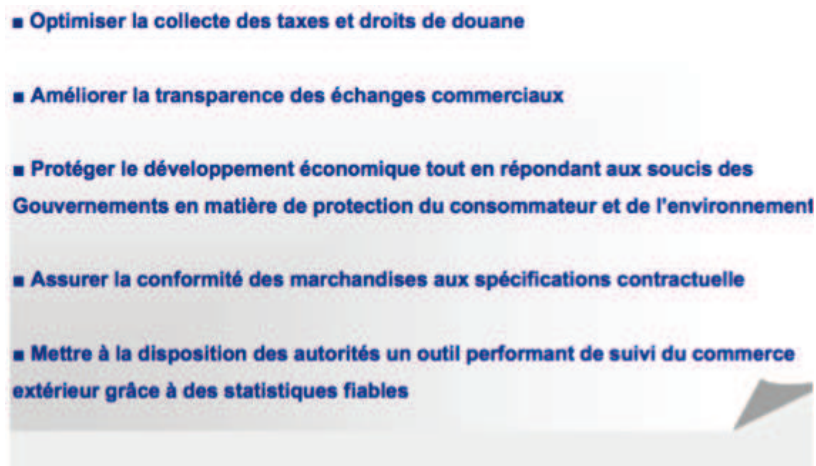 ■ Optimiser la collecte des taxes et droits de douane
■ Améliorer la transparence des échanges commerciaux
■ Protéger le développement économique tout en répondant aux soucis des
Gouvernements en matière de protection du consommateur et de l'environnement
■ Assurer la conformité des marchandises aux spécifications contractuelle
■ Mettre à la disposition des autorités un outil performant de suivi du commerce
extérieur grâce à des statistiques fiables